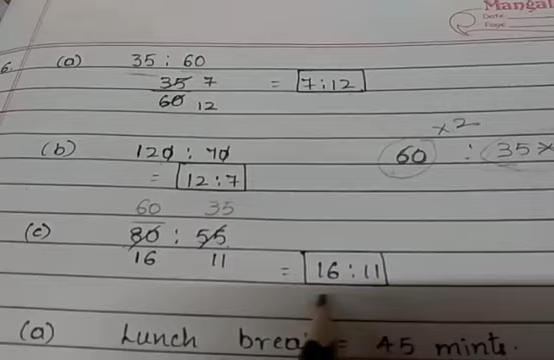 Mangal
Date
Page
6. (a) 35 : 60
35 7 = 7:12
60 12
×2
(b) 120 : 70 60 : 35×
= 12:7
60 35
(c) 80 : 55
16 11 = 16:11
(a) Lunch brea = 45 mints.